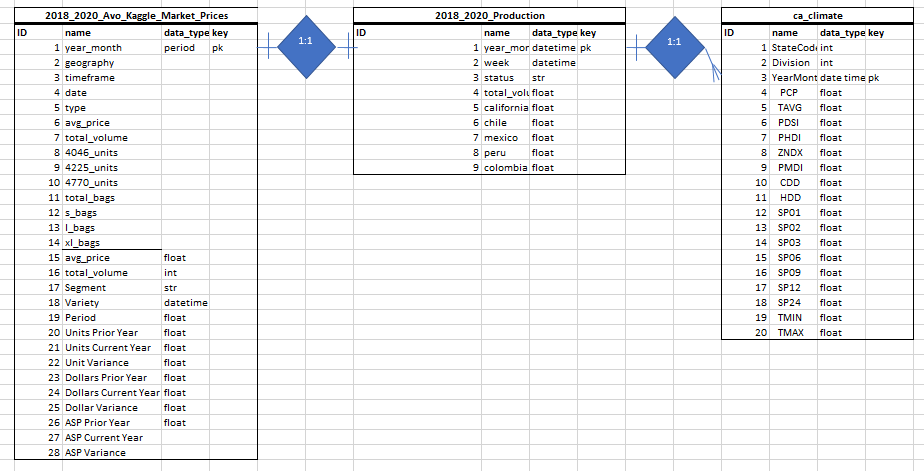 2018_2020_Avo_Kaggle_Market_Prices
ID name data_type key
1 year_month period pk
2 geography
3 timeframe
4 date
5 type
6 avg_price
7 total_volume
8 4046_units
9 4225_units
10 4770_units
11 total_bags
12 s_bags
13 l_bags
14 xl_bags
15 avg_price float
16 total_volume int
17 Segment str
18 Variety datetime
19 Period float
20 Units Prior Year float
21 Units Current Year float
22 Unit Variance float
23 Dollars Prior Year float
24 Dollars Current Year float
25 Dollar Variance float
26 ASP Prior Year float
27 ASP Current Year
28 ASP Variance
1:1
2018_2020_Production
ID name data_type key
1 year_mor datetime pk
2 week datetime
3 status str
4 total_volu float
5 california float
6 chile float
7 mexico float
8 peru float
9 colombia float
1:1
ca_climate
ID name data_type key
1 StateCode int
2 Division int
3 YearMont date time pk
4 PCP float
5 TAVG float
6 PDSI float
7 PHDI float
8 ZNDX float
9 PMDI float
10 CDD float
11 HDD float
12 SP01 float
13 SP02 float
14 SP03 float
15 SP06 float
16 SP09 float
17 SP12 float
18 SP24 float
19 TMIN float
20 TMAX float